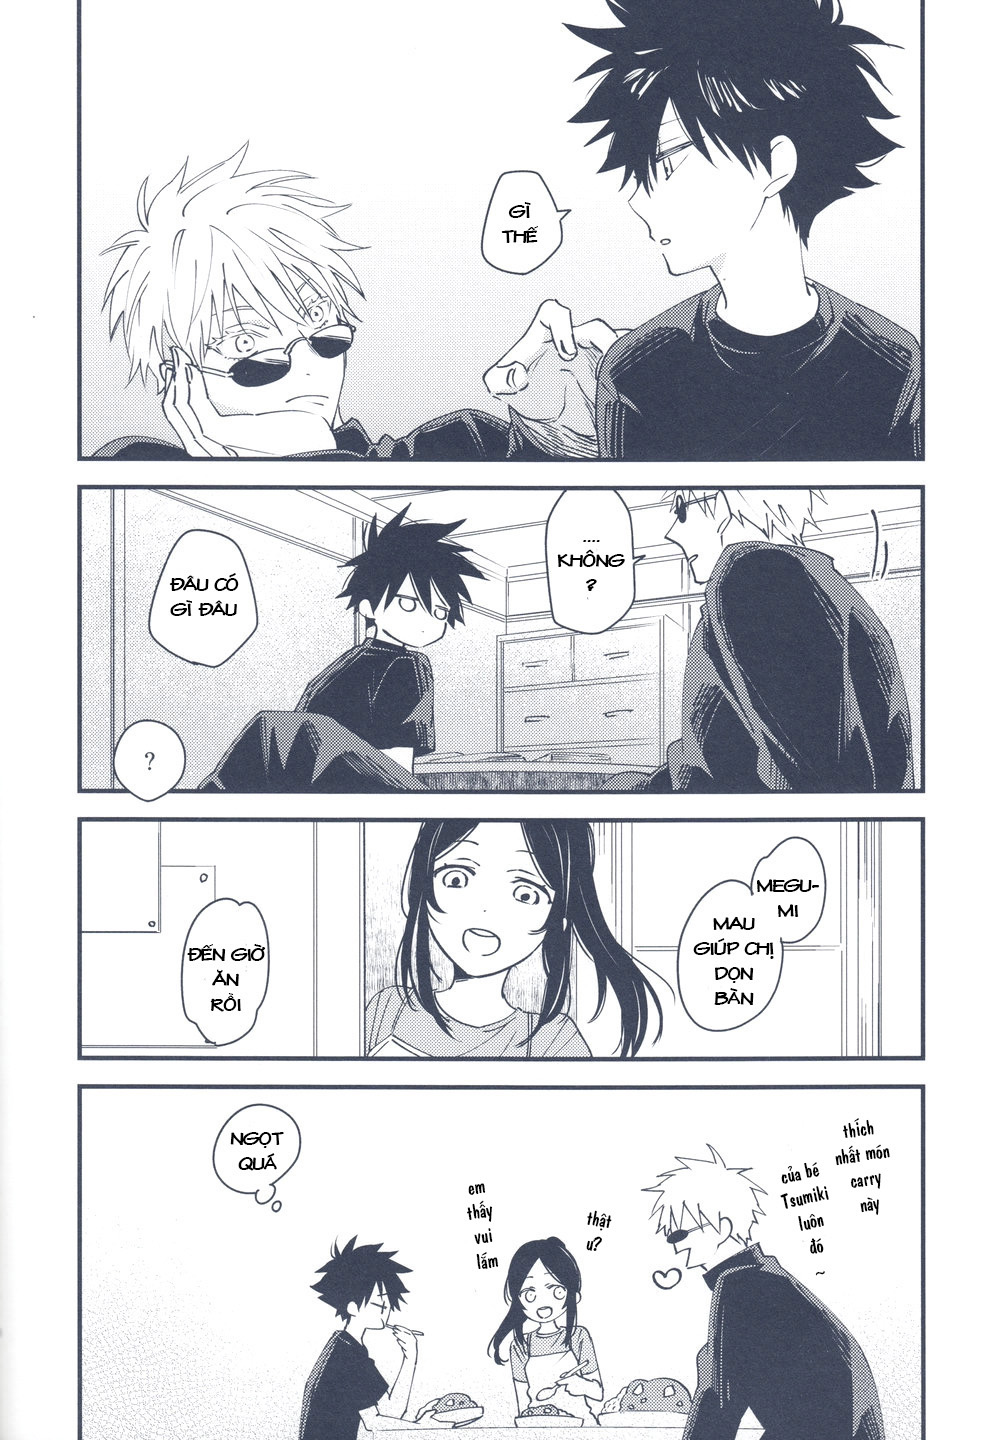 GÌ
THẾ
....
KHÔNG
?
ĐÂU CÓ
GÌ ĐÂU
?
MEGU-
MI
MAU
GIÚP CHỊ
DỌN
BÀN
ĐẾN GIỜ
ĂN
RỒI
thích
nhất món
carry
này
của bé
Tsumiki
luôn
đó
~
thật
ư?
em
thấy
vui
lắm
NGỌT
QUÁ